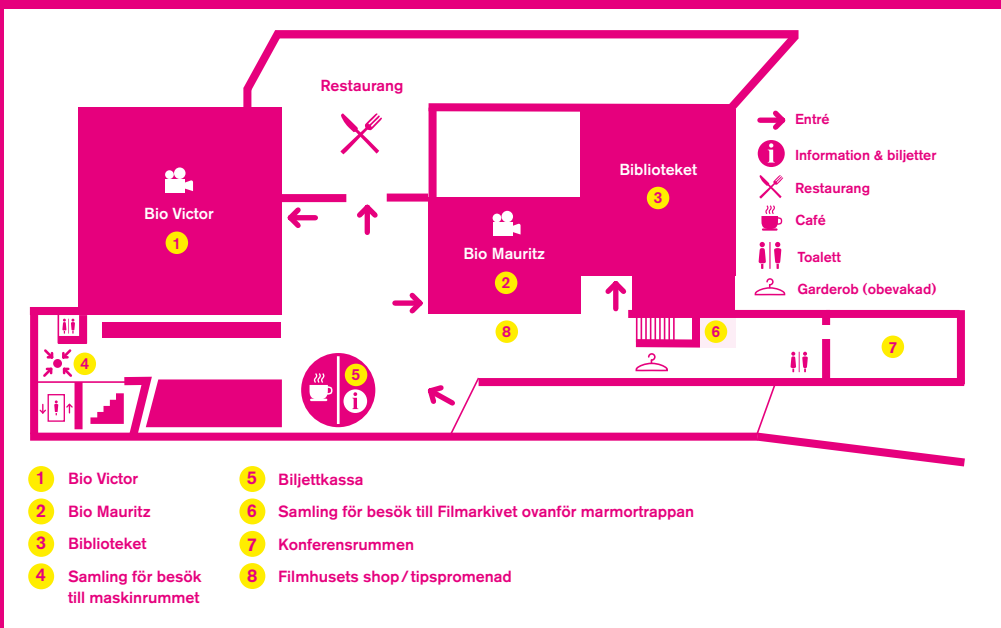 Restaurang
Bio Victor
1
Biblioteket
3
Bio Mauritz
2
Entré
i
Information & biljetter
Restaurang
Café
Toalett
Garderob (obevakad)
8
6
7
4
5
i
1 Bio Victor
2 Bio Mauritz
3 Biblioteket
4 Samling för besök
till maskinrummet
5 Biljettkassa
6 Samling för besök till Filmarkivet ovanför marmortrappan
7 Konferensrummen
8 Filmhusets shop/tipspromenad